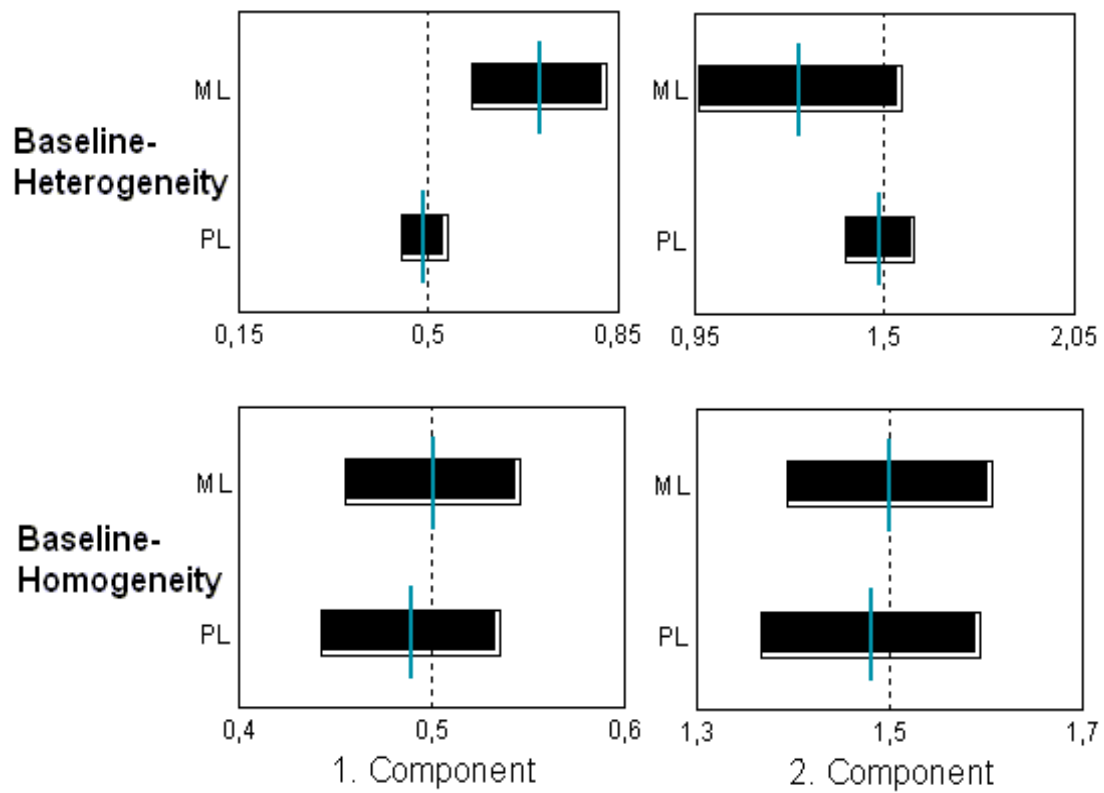 ML
ML
Baseline-
Heterogeneity
PL
PL
0,15 0,5 0,85 0,95 1,5 2,05
ML
ML
Baseline-
Homogeneity
PL
PL
0,4 0,5 0,6 1,3 1,5 1,7
1. Component 2. Component